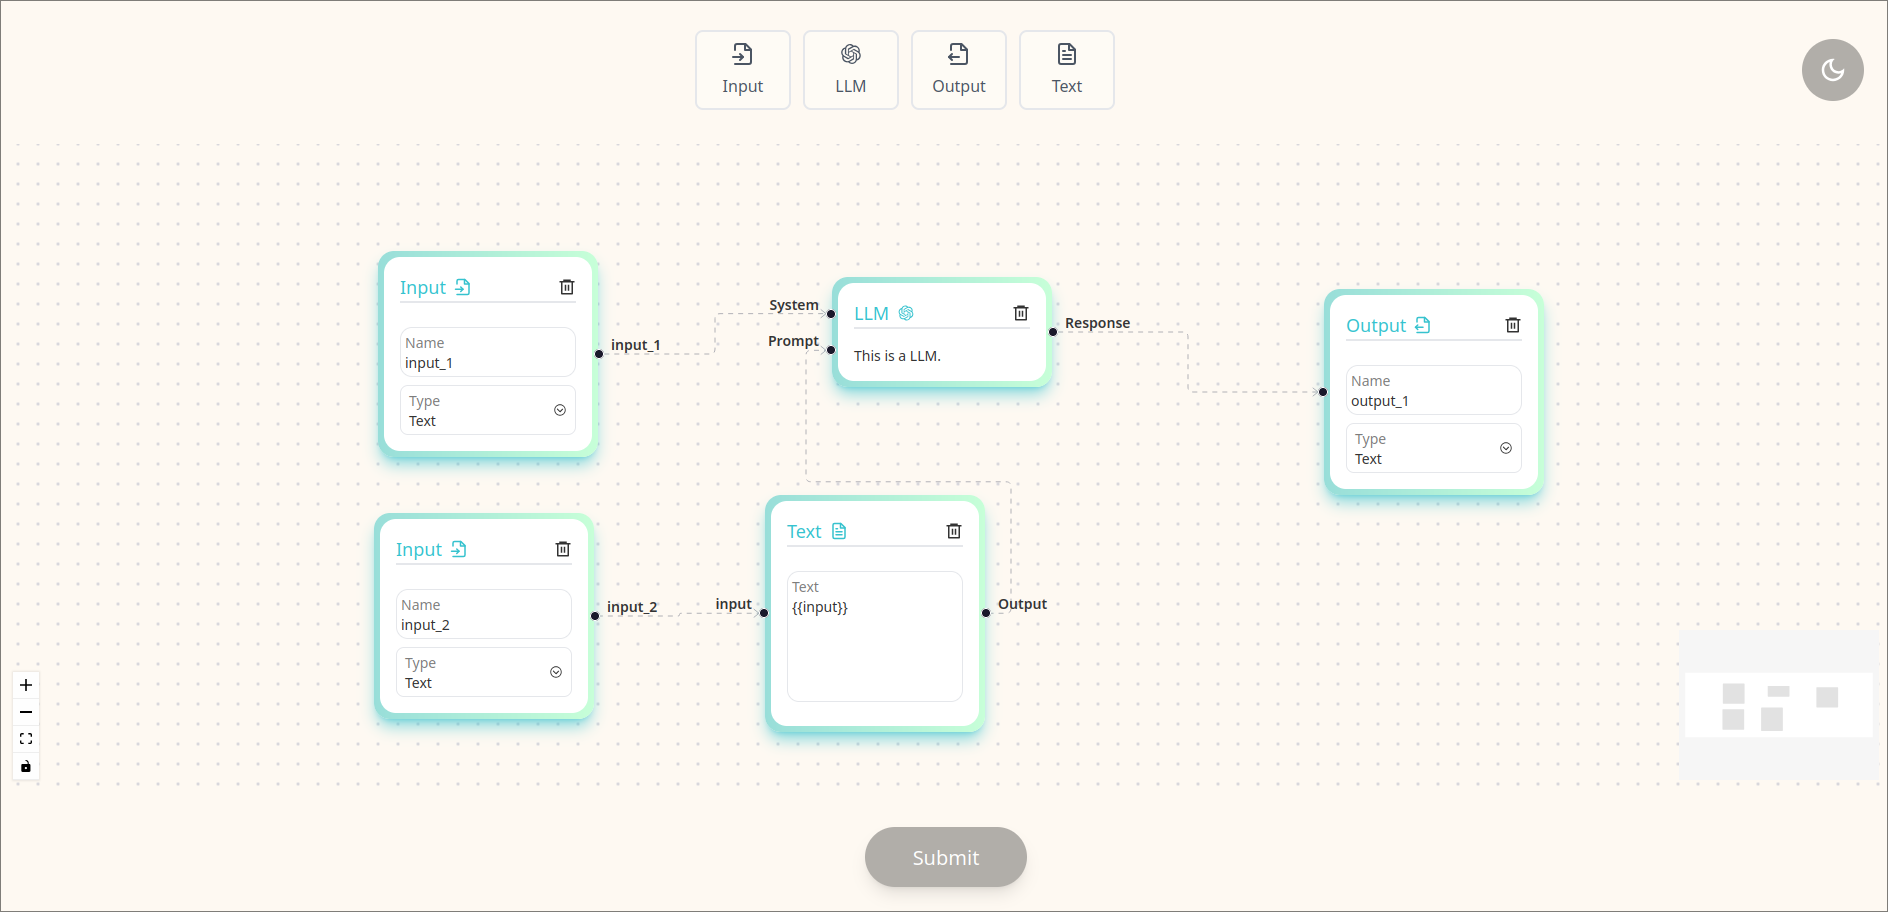 Input
LLM
Output
Text
Input
Name
input_1
Type
Text
input_1
System
Prompt
LLM
This is a LLM.
Response
Output
Name
output_1
Type
Text
Input
Name
input_2
Type
Text
input_2
input
Text
Text
{{input}}
Output
Submit